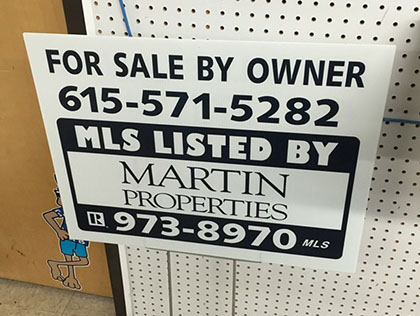 FOR SALE BY OWNER
615-571-5282
MLS LISTED BY
MARTIN
PROPERTIES
R 973-8970 MLS